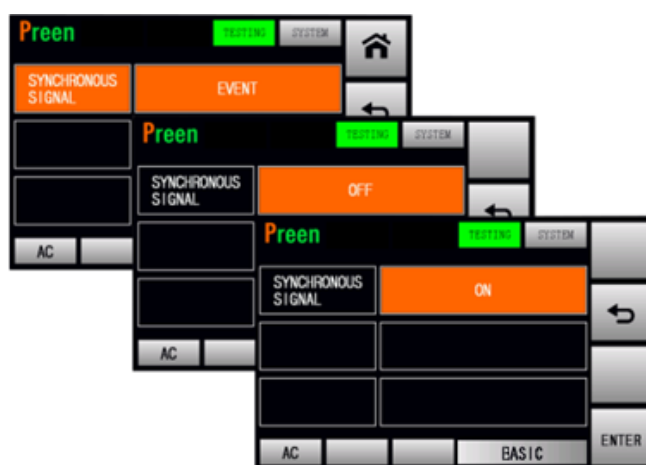 Preen TESTING SYSTEM
SYNCHRONOUS
SIGNAL
EVENT
AC
Preen TESTING SYSTEM
SYNCHRONOUS
SIGNAL
OFF
AC
Preen TESTING SYSTEM
SYNCHRONOUS
SIGNAL
ON
AC BASIC ENTER